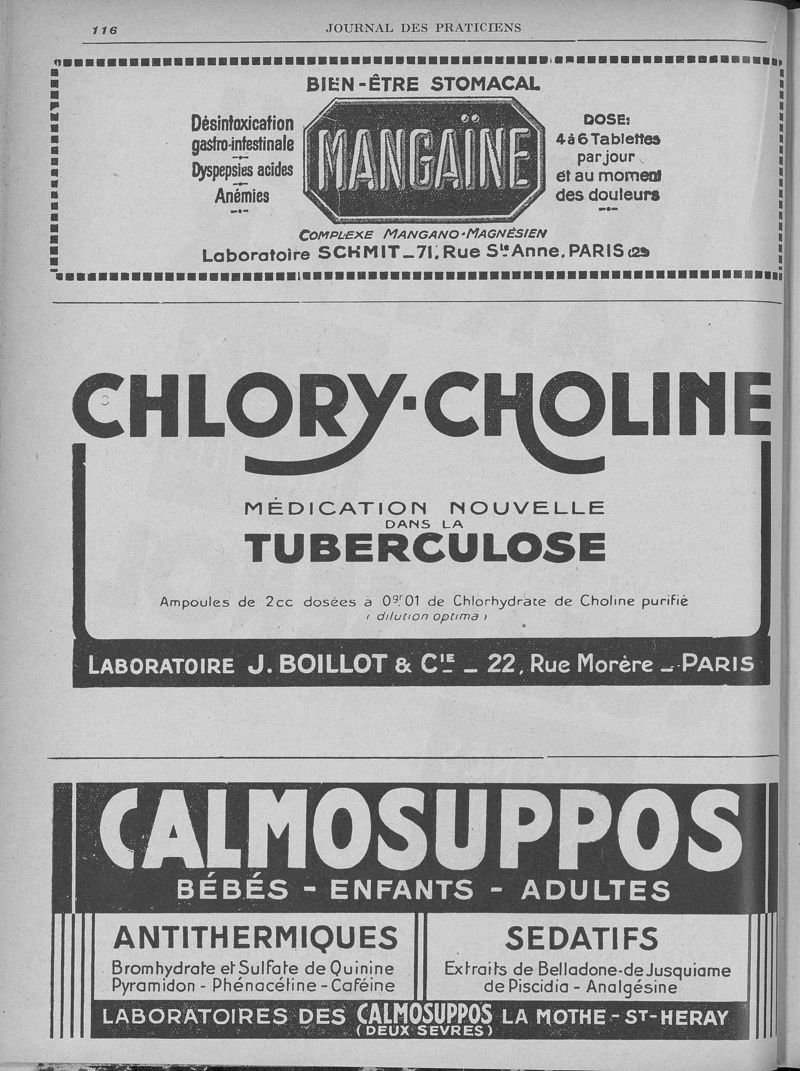 116
JOURNAL DES PRATICIENS
BIEN-ÊTRE STOMACAL
Désintoxication
gastro-intestinale
Dyspepsies acides
Anémies
MANGAÏNE
DOSE:
4 à 6 Tablettes
par jour
et au moment
des douleurs
COMPLEXE MANGANO-MAGNÉSIEN
Laboratoire SCHMIT_71, Rue Ste Anne, PARIS (2e)
CHLORY-CHOLINE
MÉDICATION NOUVELLE
DANS LA
TUBERCULOSE
Ampoules de 2cc dosées à 0gr.01 de Chlorhydrate de Choline purifié
( dilution optima )
LABORATOIRE J. BOILLOT & CIE _ 22, Rue Morère _ PARIS
CALMOSUPPOS
BÉBÉS - ENFANTS - ADULTES
ANTITHERMIQUES
Bromhydrate et Sulfate de Quinine
Pyramidon - Phénacétine - Caféine
SEDATIFS
Extraits de Belladone-de Jusquiame
de Piscidia - Analgésine
LABORATOIRES DES CALMOSUPPOS LA MOTHE-ST-HERAY
(DEUX SEVRES)